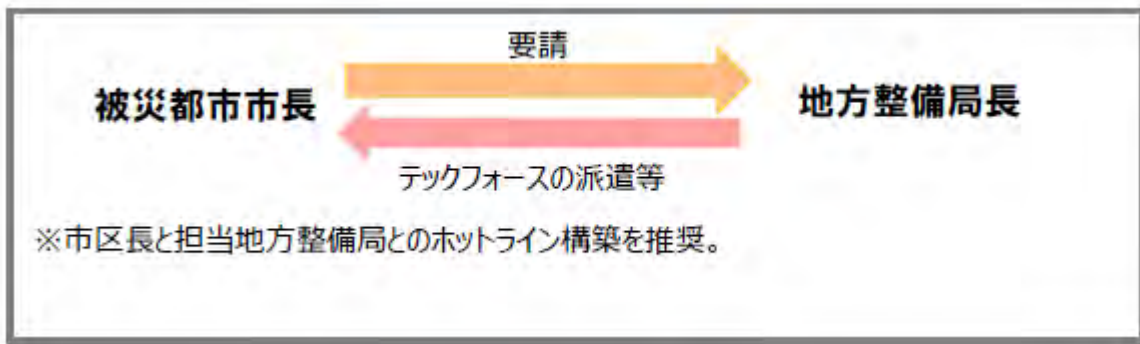 要請
被災都市市長
地方整備局長
テックフォースの派遣等
※市区長と担当地方整備局とのホットライン構築を推奨。